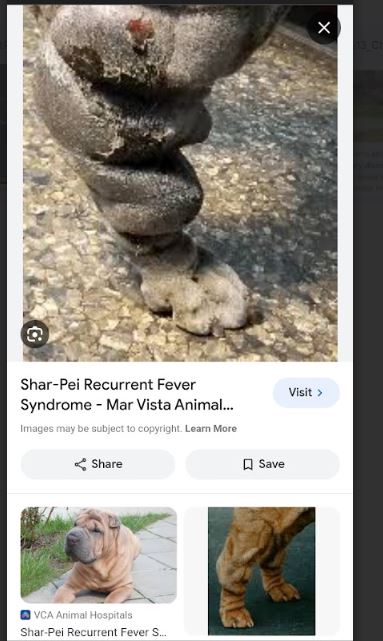 Shar-Pei Recurrent Fever
Syndrome - Mar Vista Animal...
Visit >
Images may be subject to copyright. Learn More
Share
Save
VCA Animal Hospitals
Shar-Pei Recurrent Fever S...